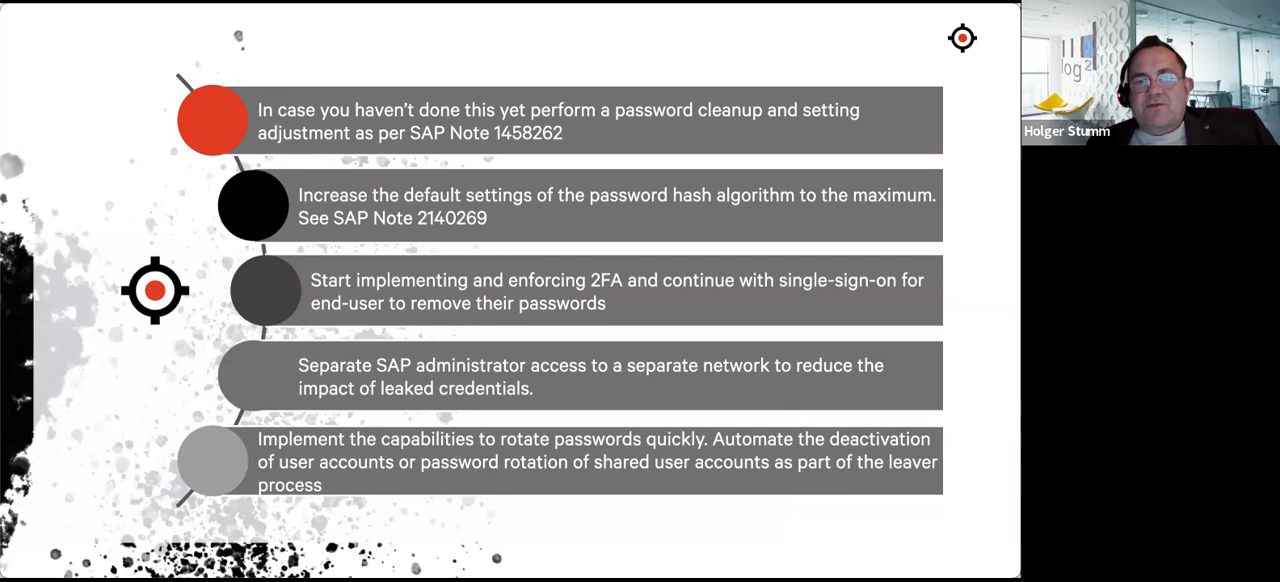 In case you haven't done this yet perform a password cleanup and setting
adjustment as per SAP Note 1458262
Increase the default settings of the password hash algorithm to the maximum.
See SAP Note 2140269
Start implementing and enforcing 2FA and continue with single-sign-on for
end-user to remove their passwords
Separate SAP administrator access to a separate network to reduce the
impact of leaked credentials.
Implement the capabilities to rotate passwords quickly. Automate the deactivation
of user accounts or password rotation of shared user accounts as part of the leaver
process
og2
Holger Stumm